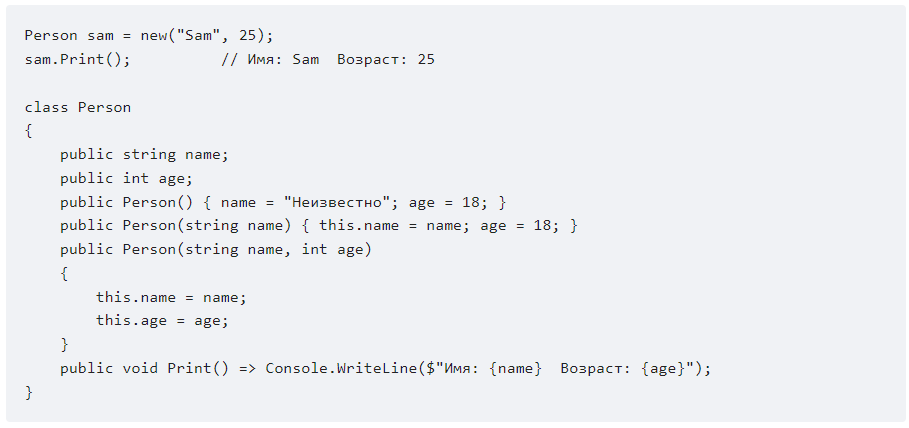 Person sam = new("Sam", 25);
sam.Print();          // Имя: Sam  Возраст: 25
class Person
{
    public string name;
    public int age;
    public Person() { name = "Неизвестно"; age = 18; }
    public Person(string name) { this.name = name; age = 18; }
    public Person(string name, int age)
    {
        this.name = name;
        this.age = age;
    }
    public void Print() => Console.WriteLine($"Имя: {name}  Возраст: {age}");
}